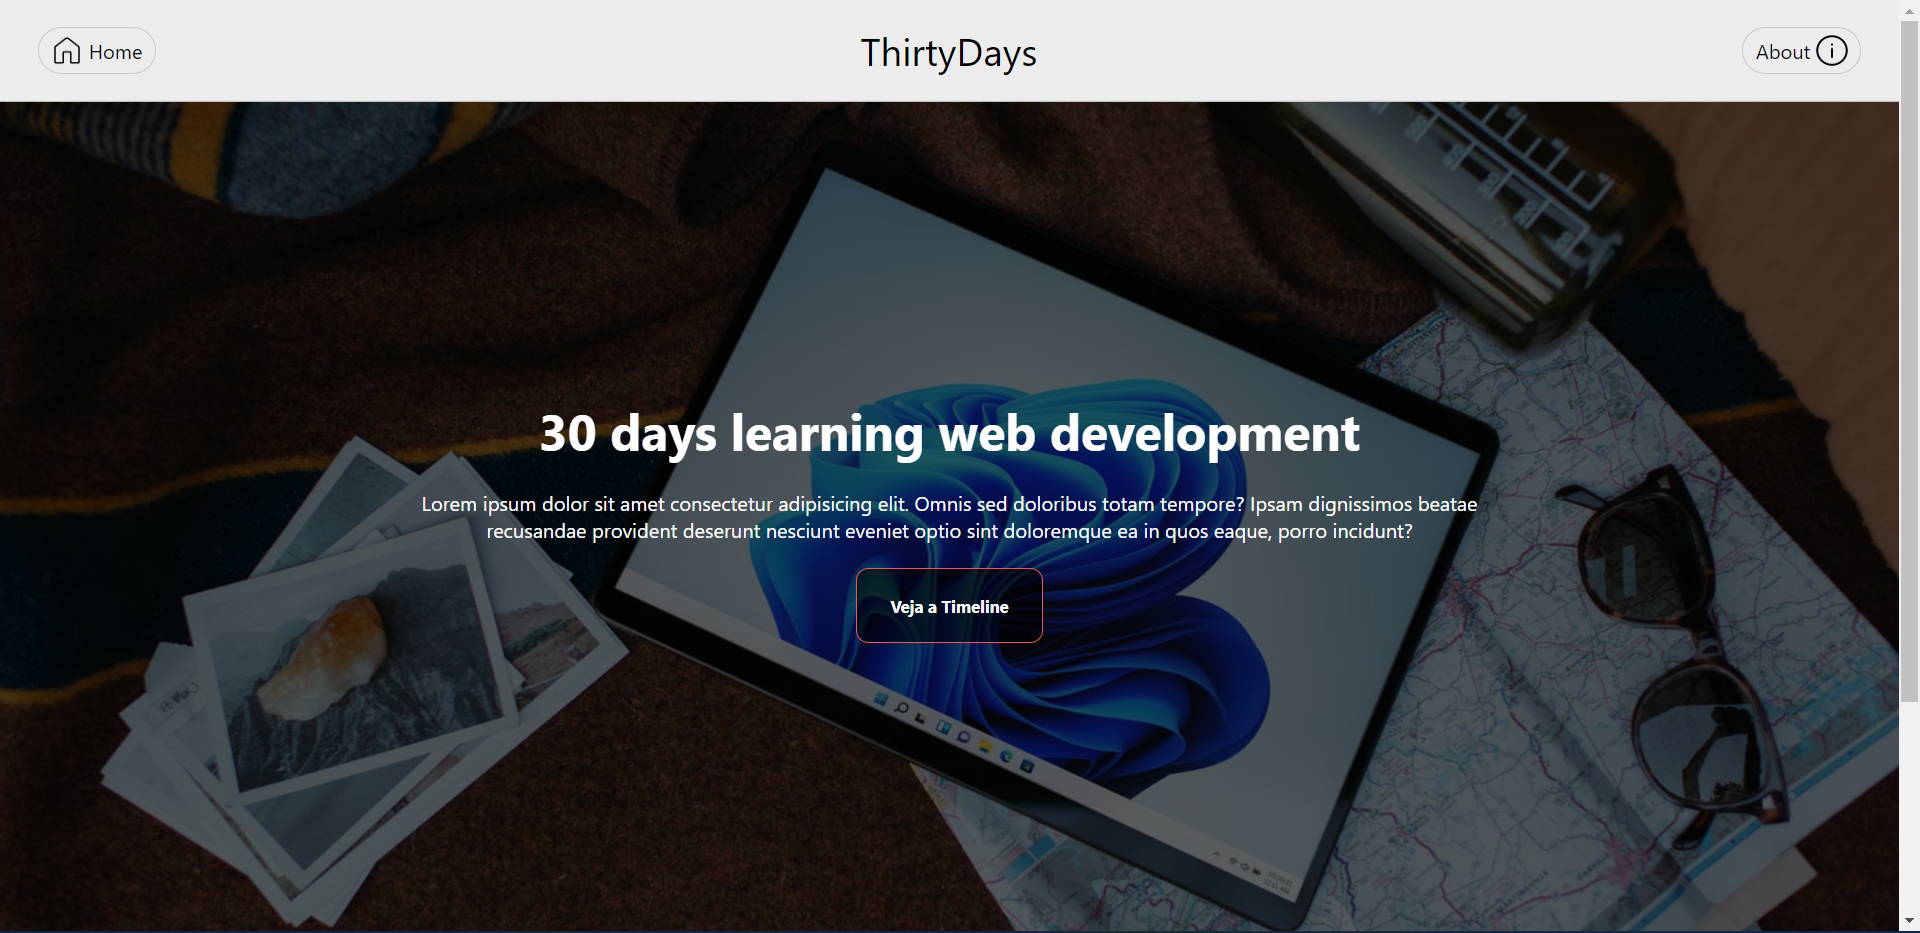 Home
ThirtyDays
About
30 days learning web development
Lorem ipsum dolor sit amet consectetur adipisicing elit. Omnis sed doloribus totam tempore? Ipsam dignissimos beatae
recusandae provident deserunt nesciunt eveniet optio sint doloremque ea in quos eaque, porro incidunt?
Veja a Timeline